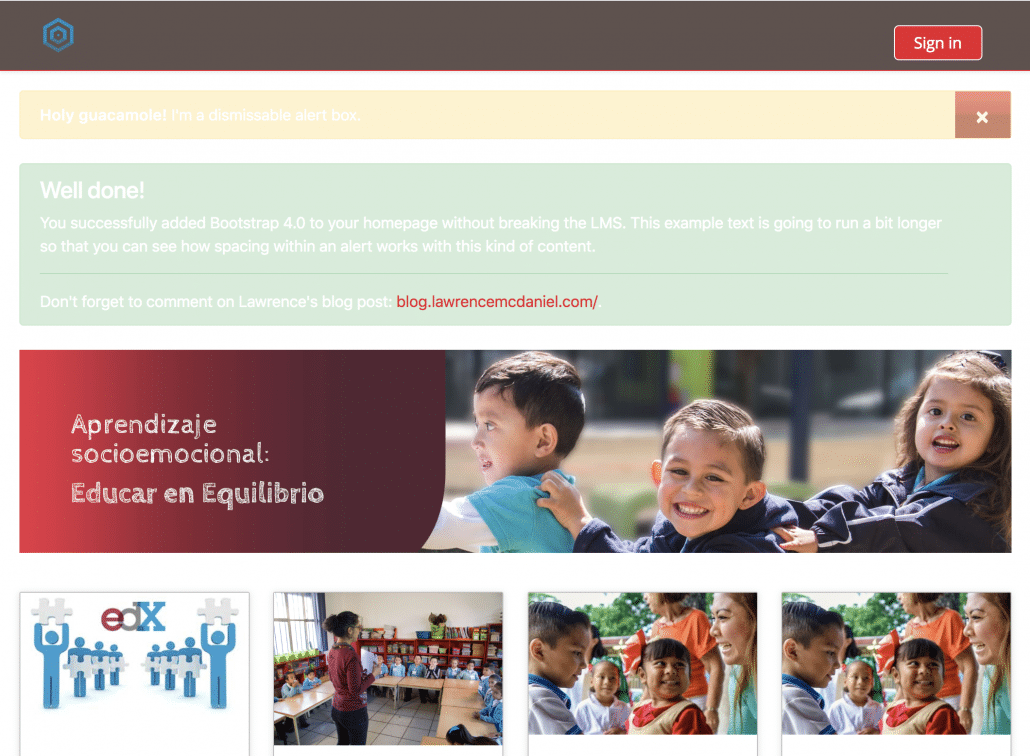 Sign in
Holy guacamole! I'm a dismissable alert box.
×
Well done!
You successfully added Bootstrap 4.0 to your homepage without breaking the LMS. This example text is going to run a bit longer
so that you can see how spacing within an alert works with this kind of content.
Don't forget to comment on Lawrence's blog post: blog.lawrencemcdaniel.com/.
Aprendizaje
socioemocional:
Educar en Equilibrio
edX